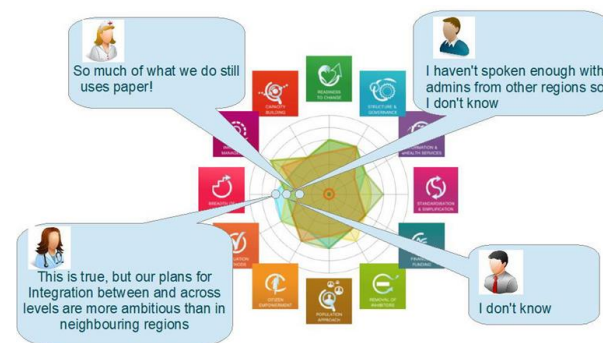 So much of what we do still
uses paper!
I haven't spoken enough with
admins from other regions so
I don't know
READINESS
TO CHANGE
STRUCTURE &
GOVERNANCE
CAPACITY
BUILDING
STANDARDISATION
& SIMPLIFICATION
BREADTH OF
FUNDING
REMOVAL OF
INHIBITORS
POPULATION
APPROACH
CITIZEN
EMPOWERMENT
This is true, but our plans for
Integration between and across
levels are more ambitious than in
neighbouring regions
I don't know